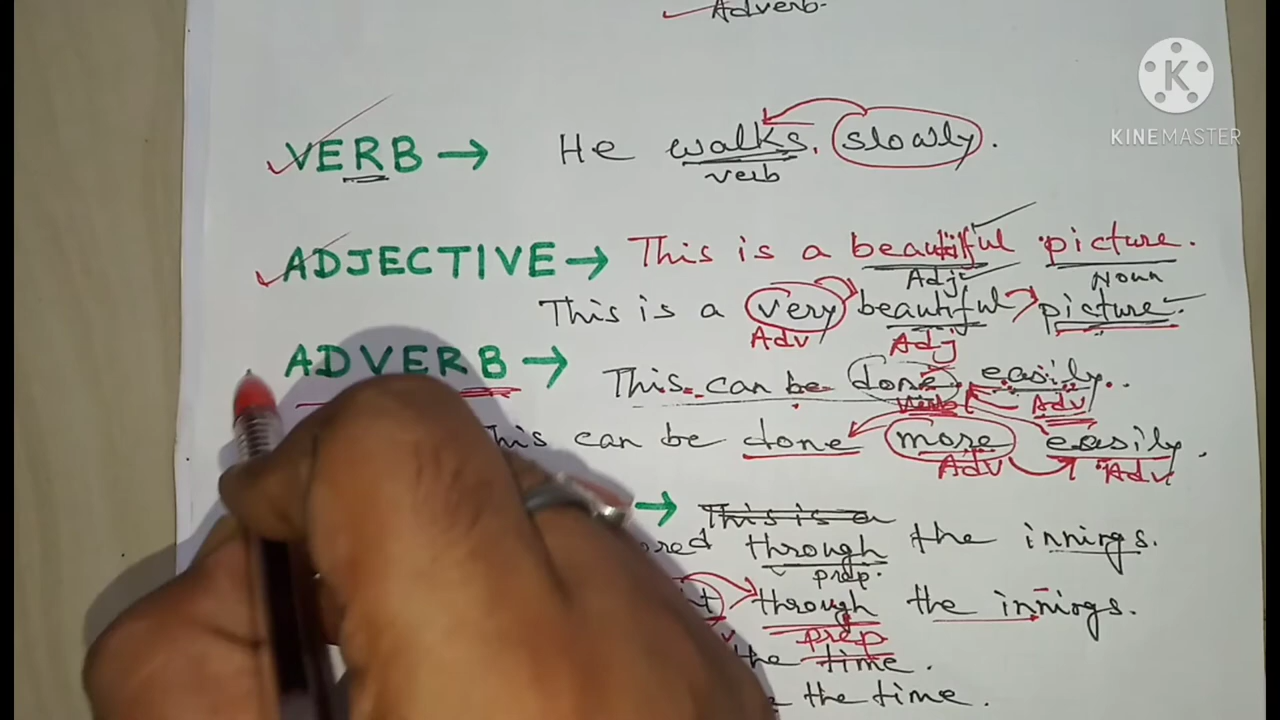 Adverb.
KINEMASTER
VERB → He walks. slowly.
verb
ADJECTIVE → This is a beautiful picture.
Adj Noun
This is a very beautiful picture.
Adv Adj
ADVERB → This can be done easily.
Verb Adv
This can be done more easily.
Adv Adv
→ This is a
through the innings.
prep.
through the innings.
prep
the time.
the time.